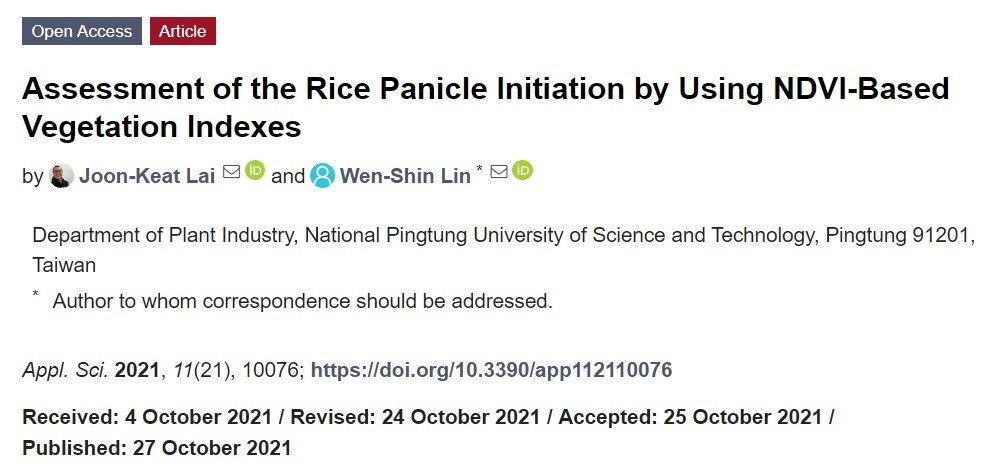 Open Access Article
Assessment of the Rice Panicle Initiation by Using NDVI-Based
Vegetation Indexes
by Joon-Keat Lai iD and Wen-Shin Lin * iD
Department of Plant Industry, National Pingtung University of Science and Technology, Pingtung 91201,
Taiwan
* Author to whom correspondence should be addressed.
Appl. Sci. 2021, 11(21), 10076; https://doi.org/10.3390/app112110076
Received: 4 October 2021 / Revised: 24 October 2021 / Accepted: 25 October 2021 /
Published: 27 October 2021